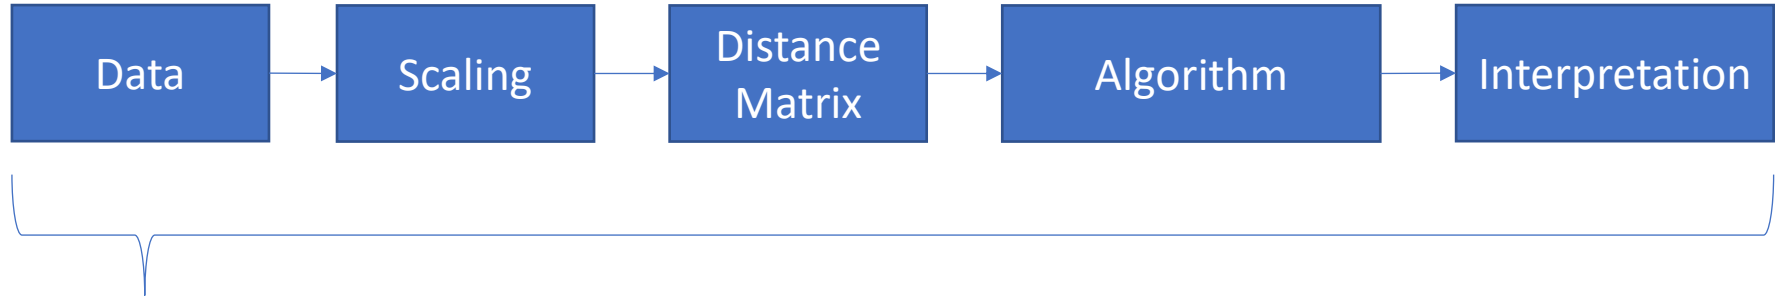 Data
Scaling
Distance
Matrix
Algorithm
Interpretation